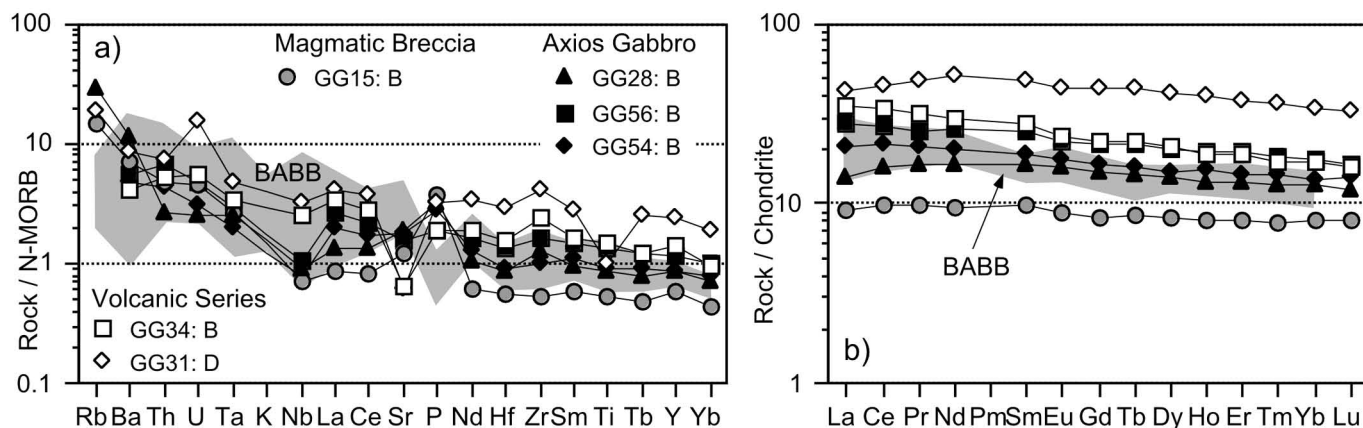 a)
Rock / N-MORB
100
10
1
0.1
Magmatic Breccia
GG15: B
Axios Gabbro
GG28: B
GG56: B
GG54: B
BABB
Volcanic Series
GG34: B
GG31: D
Rb Ba Th U Ta K Nb La Ce Sr P Nd Hf Zr Sm Ti Tb Y Yb
b)
Rock / Chondrite
100
10
1
BABB
La Ce Pr Nd Pm Sm Eu Gd Tb Dy Ho Er Tm Yb Lu